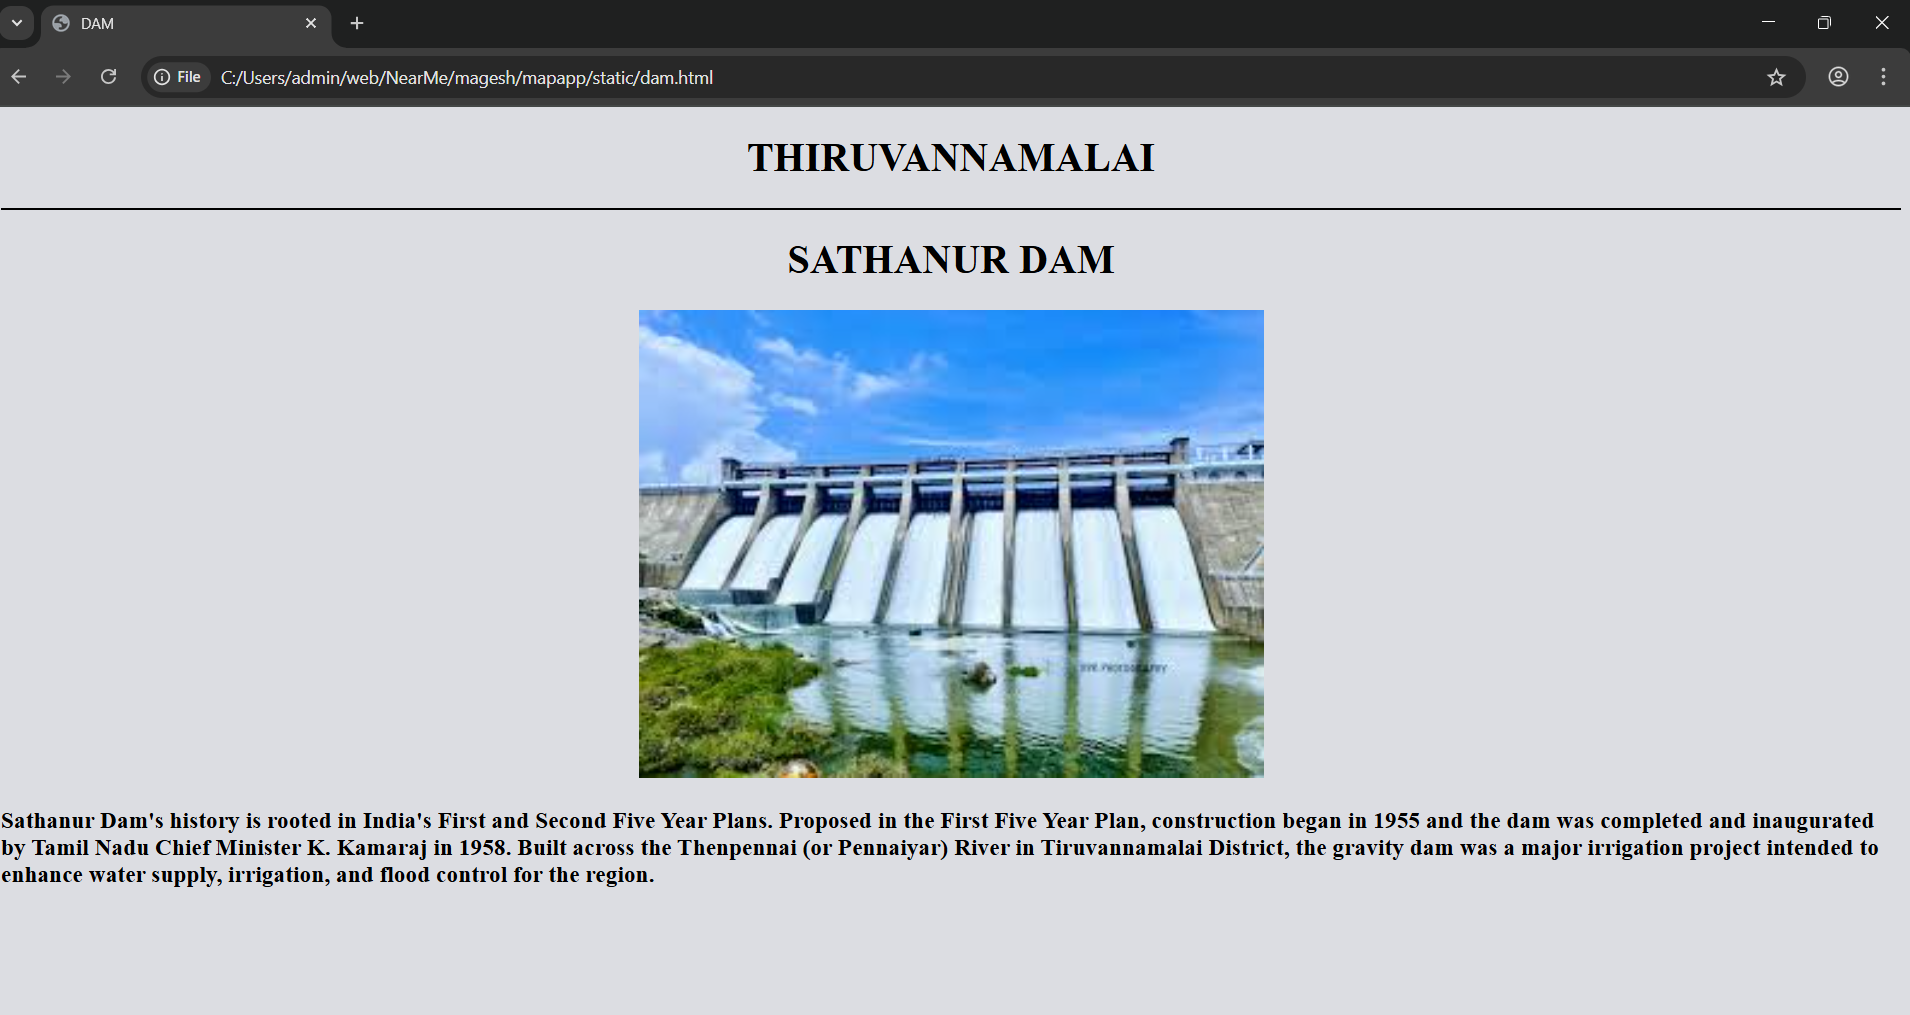 DAM
File
C:/Users/admin/web/NearMe/magesh/mapapp/static/dam.html
THIRUVANNAMALAI
SATHANUR DAM
Sathanur Dam's history is rooted in India's First and Second Five Year Plans. Proposed in the First Five Year Plan, construction began in 1955 and the dam was completed and inaugurated
by Tamil Nadu Chief Minister K. Kamaraj in 1958. Built across the Thenpennai (or Pennaiyar) River in Tiruvannamalai District, the gravity dam was a major irrigation project intended to
enhance water supply, irrigation, and flood control for the region.